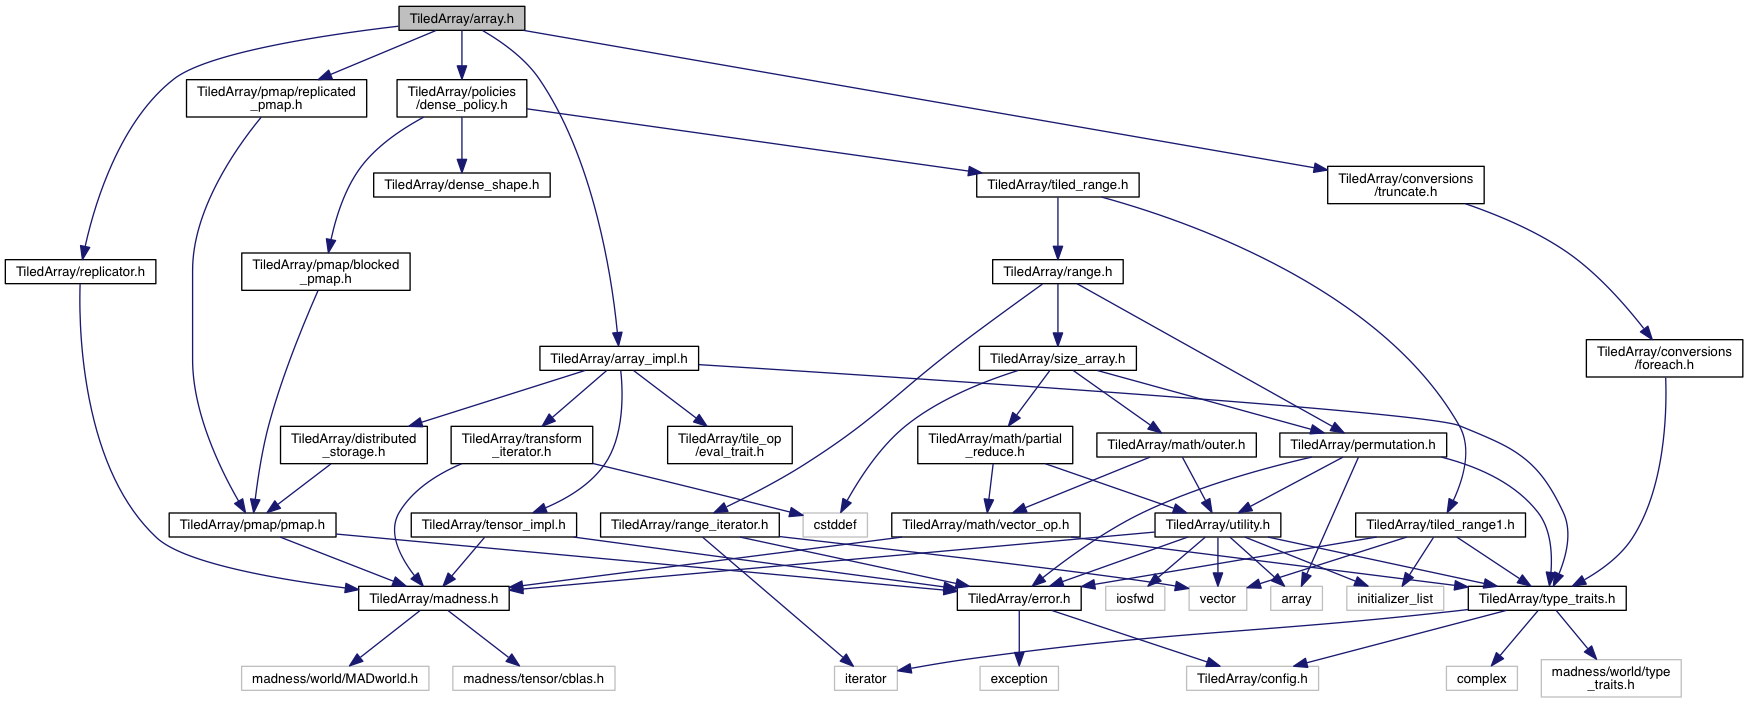 TiledArray/array.h
TiledArray/pmap/replicated
_pmap.h
TiledArray/policies
/dense_policy.h
TiledArray/dense_shape.h
TiledArray/tiled_range.h
TiledArray/conversions
/truncate.h
TiledArray/replicator.h
TiledArray/pmap/blocked
_pmap.h
TiledArray/range.h
TiledArray/array_impl.h
TiledArray/size_array.h
TiledArray/conversions
/foreach.h
TiledArray/distributed
_storage.h
TiledArray/transform
_iterator.h
TiledArray/tile_op
/eval_trait.h
TiledArray/math/partial
_reduce.h
TiledArray/math/outer.h
TiledArray/permutation.h
TiledArray/pmap/pmap.h
TiledArray/tensor_impl.h
TiledArray/range_iterator.h
cstddef
TiledArray/math/vector_op.h
TiledArray/utility.h
TiledArray/tiled_range1.h
TiledArray/madness.h
TiledArray/error.h
iosfwd
vector
array
initializer_list
TiledArray/type_traits.h
madness/world/MADworld.h
madness/tensor/cblas.h
iterator
exception
TiledArray/config.h
complex
madness/world/type
_traits.h